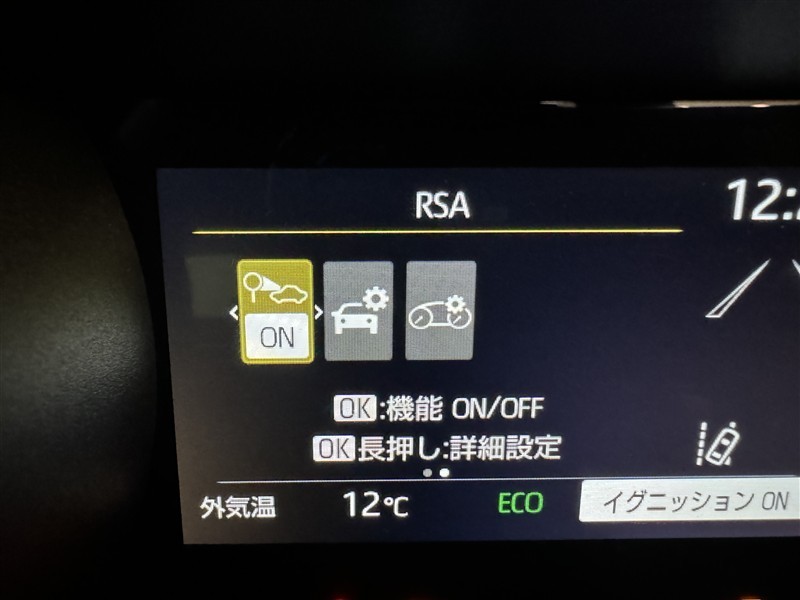 RSA
12:
ON
OK:機能 ON/OFF
OK長押し:詳細設定
外気温 12℃ ECO イグニッション ON